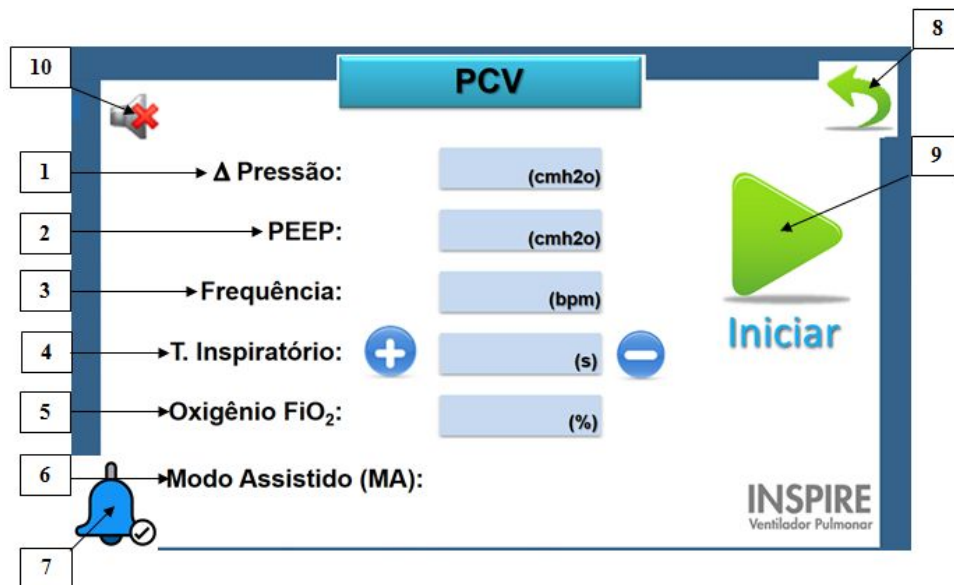 8
10
PCV
1
Δ Pressão:
(cmh2o)
9
2
PEEP:
(cmh2o)
3
Frequência:
(bpm)
Iniciar
4
T. Inspiratório:
(s)
5
Oxigênio FiO₂:
(%)
6
Modo Assistido (MA):
INSPIRE
Ventilador Pulmonar
7